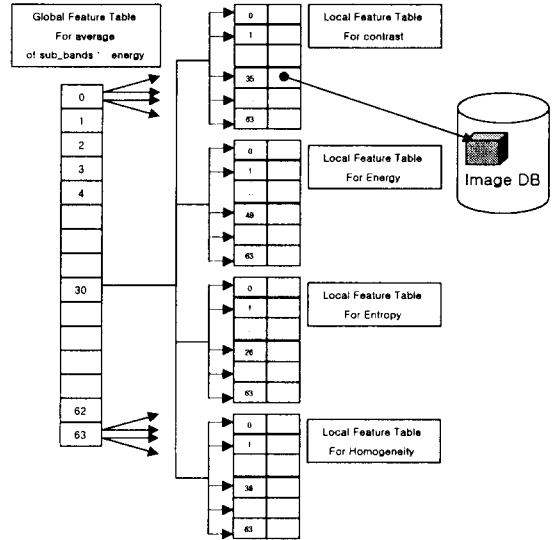 Global Feature Table
For average
of sub_bands ' energy
0
1
2
3
4
30
62
63
0
1
35
63
Local Feature Table
For contrast
Image DB
0
1
49
63
Local Feature Table
For Energy
0
1
26
63
Local Feature Table
For Entropy
0
1
38
63
Local Feature Table
For Homogeneity